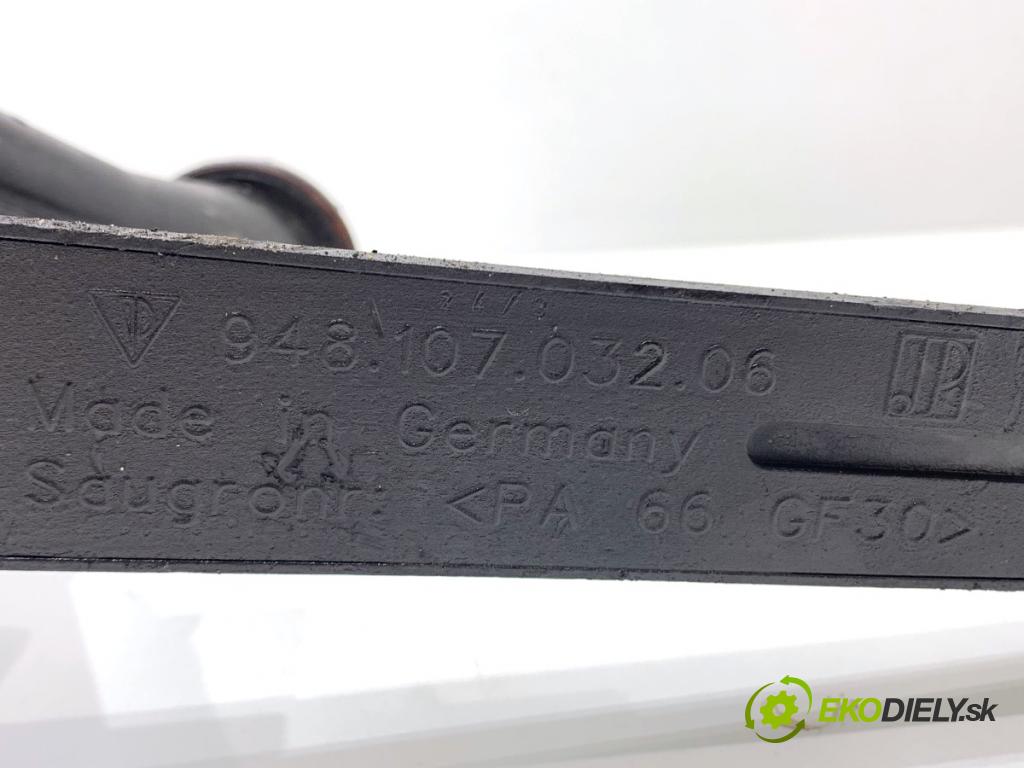 948.107.032.06
Made in Germany
Saugrohr: <PA 66 GF30>
EKODIELY.sk